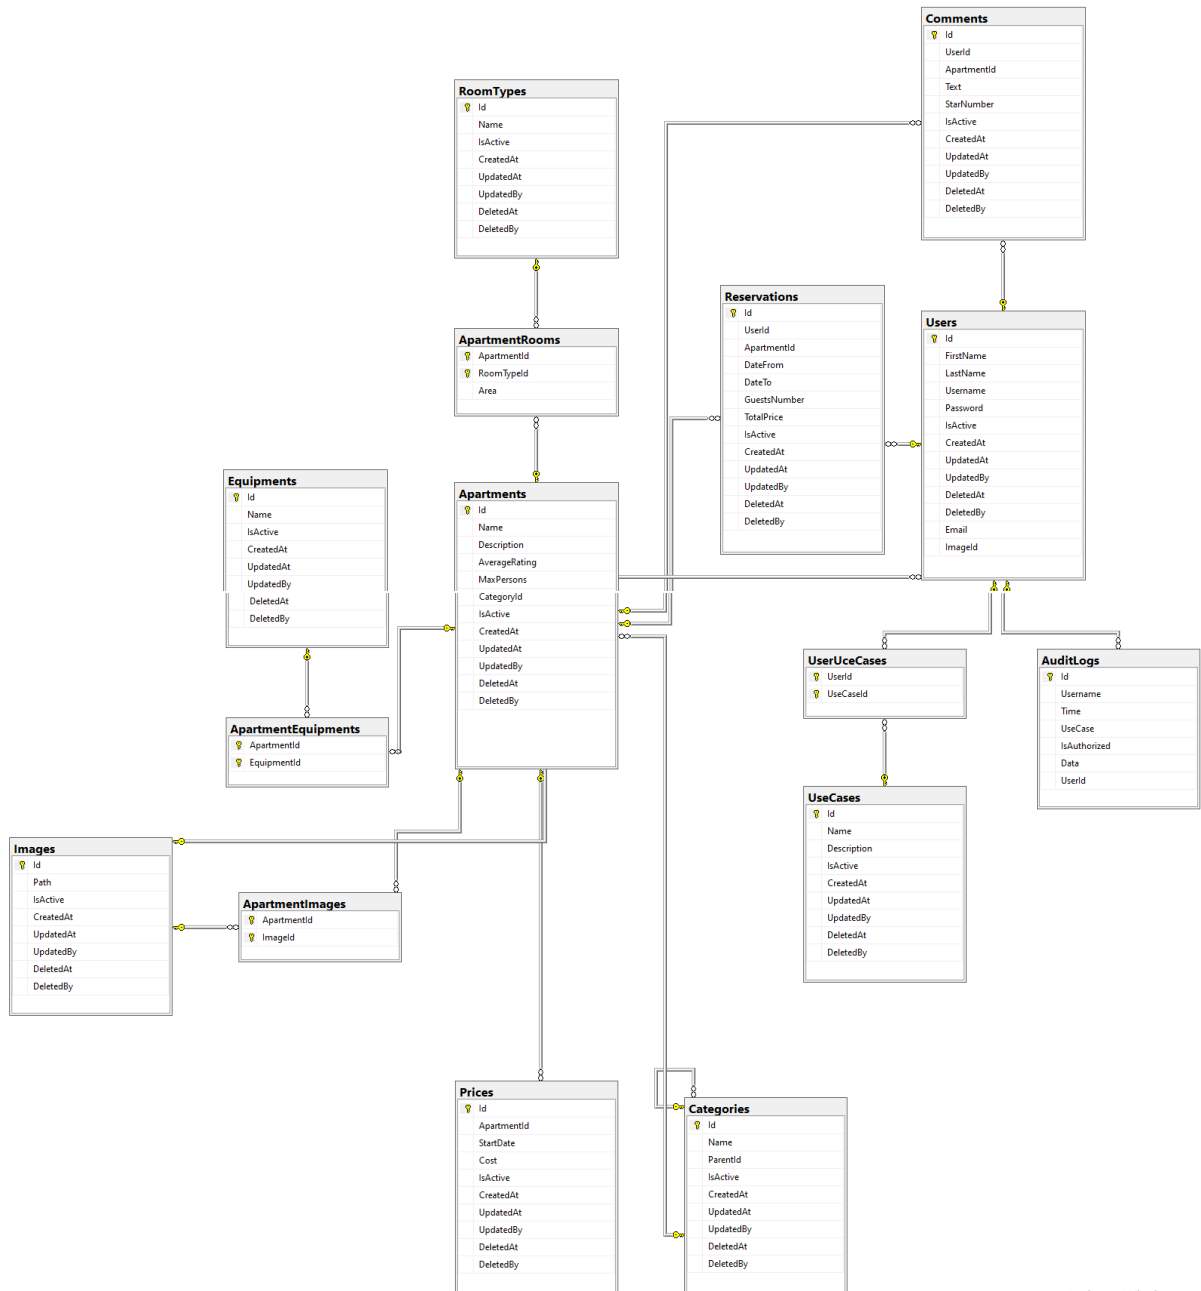 Comments
Id
UserId
ApartmentId
Text
StarNumber
IsActive
CreatedAt
UpdatedAt
UpdatedBy
DeletedAt
DeletedBy
RoomTypes
Id
Name
IsActive
CreatedAt
UpdatedAt
UpdatedBy
DeletedAt
DeletedBy
Reservations
Id
UserId
ApartmentId
DateFrom
DateTo
GuestsNumber
TotalPrice
IsActive
CreatedAt
UpdatedAt
UpdatedBy
DeletedAt
DeletedBy
Users
Id
FirstName
LastName
Username
Password
IsActive
CreatedAt
UpdatedAt
UpdatedBy
DeletedAt
DeletedBy
Email
ImageId
ApartmentRooms
ApartmentId
RoomTypeId
Area
Equipments
Id
Name
IsActive
CreatedAt
UpdatedAt
UpdatedBy
DeletedAt
DeletedBy
Apartments
Id
Name
Description
AverageRating
MaxPersons
CategoryId
IsActive
CreatedAt
UpdatedAt
UpdatedBy
DeletedAt
DeletedBy
UserUceCases
UserId
UseCaseId
AuditLogs
Id
Username
Time
UseCase
IsAuthorized
Data
UserId
ApartmentEquipments
ApartmentId
EquipmentId
UseCases
Id
Name
Description
IsActive
CreatedAt
UpdatedAt
UpdatedBy
DeletedAt
DeletedBy
Images
Id
Path
IsActive
CreatedAt
UpdatedAt
UpdatedBy
DeletedAt
DeletedBy
ApartmentImages
ApartmentId
ImageId
Prices
Id
ApartmentId
StartDate
Cost
IsActive
CreatedAt
UpdatedAt
UpdatedBy
DeletedAt
DeletedBy
Categories
Id
Name
ParentId
IsActive
CreatedAt
UpdatedAt
UpdatedBy
DeletedAt
DeletedBy